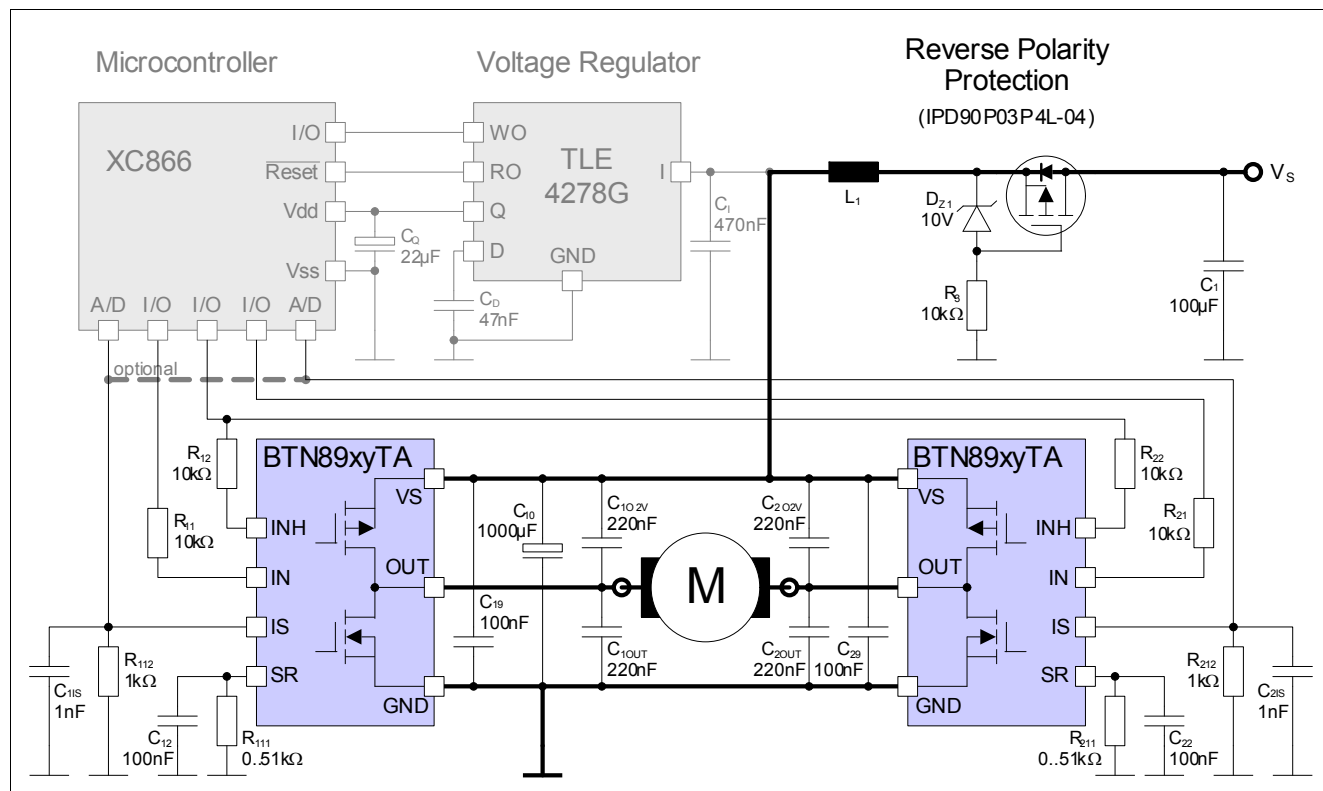 Microcontroller
Voltage Regulator
Reverse Polarity
Protection
(IPD90P03P4L-04)
XC866
I/O
Reset
Vdd
Vss
A/D
I/O
I/O
I/O
A/D
WO
RO
Q
D
TLE
4278G
I
GND
CQ
22µF
CD
47nF
CI
470nF
L1
DZ1
10V
R3
10kΩ
VS
C1
100µF
optional
R12
10kΩ
R11
10kΩ
BTN89xyTA
VS
INH
OUT
IN
IS
SR
GND
C10
1000µF
C1O2V
220nF
C2O2V
220nF
M
C19
100nF
C1OUT
220nF
C2OUT
220nF
C29
100nF
BTN89xyTA
VS
INH
OUT
IN
IS
SR
GND
R22
10kΩ
R21
10kΩ
C1IS
1nF
R112
1kΩ
C12
100nF
R111
0..51kΩ
R212
1kΩ
C2IS
1nF
R211
0..51kΩ
C22
100nF